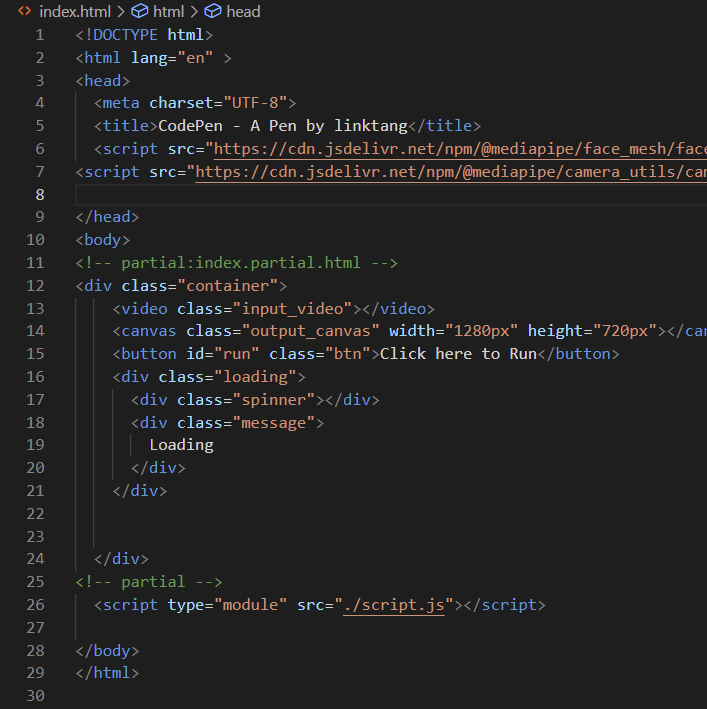 <> index.html > html > head
1 <!DOCTYPE html>
2 <html lang="en" >
3 <head>
4 <meta charset="UTF-8">
5 <title>CodePen - A Pen by linktang</title>
6 <script src="https://cdn.jsdelivr.net/npm/@mediapipe/face_mesh/face
7 <script src="https://cdn.jsdelivr.net/npm/@mediapipe/camera_utils/ca
8
9 </head>
10 <body>
11 <!-- partial:index.partial.html -->
12 <div class="container">
13 <video class="input_video"></video>
14 <canvas class="output_canvas" width="1280px" height="720px"></can
15 <button id="run" class="btn">Click here to Run</button>
16 <div class="loading">
17 <div class="spinner"></div>
18 <div class="message">
19 Loading
20 </div>
21 </div>
22
23
24 </div>
25 <!-- partial -->
26 <script type="module" src="./script.js"></script>
27
28 </body>
29 </html>
30